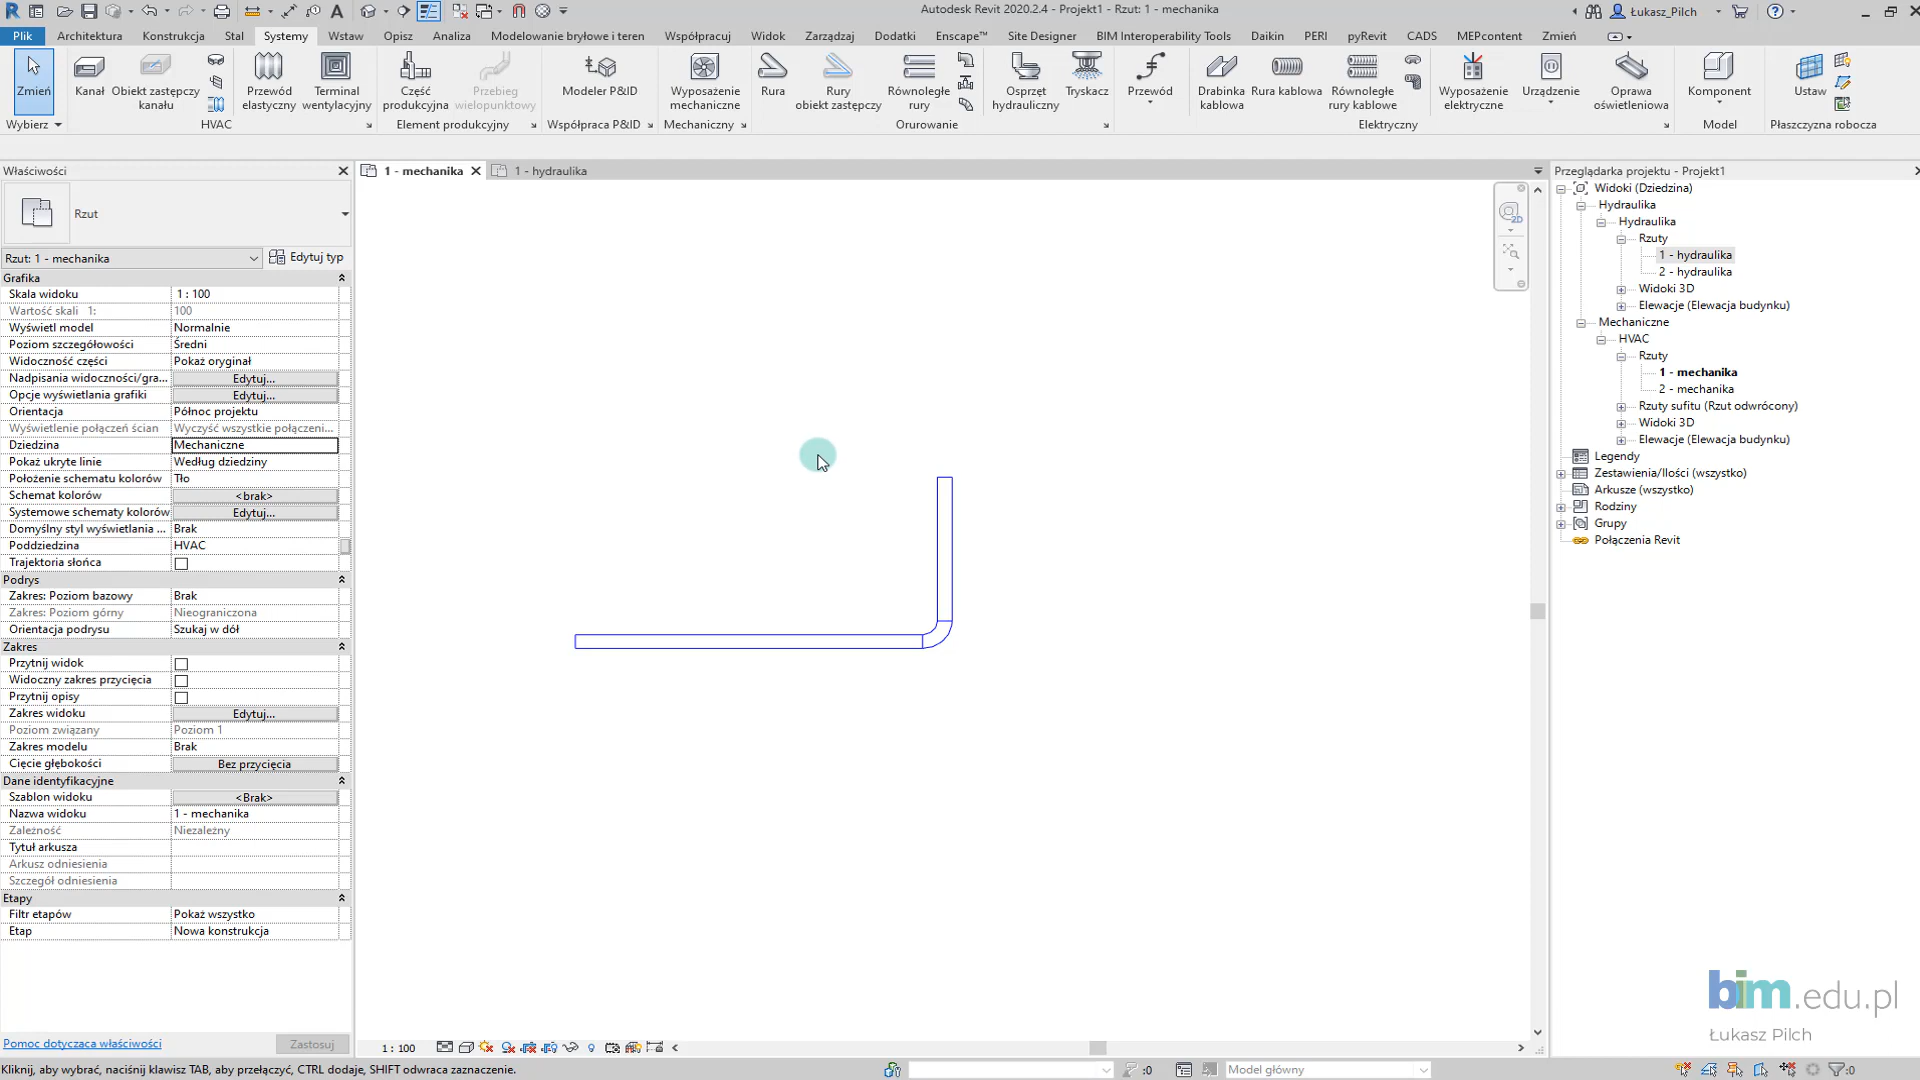 Autodesk Revit 2020.2.4 - Projekt1 - Rzut: 1 - mechanika
Łukasz_Pilch
Plik Architektura Konstrukcja Stal Systemy Wstaw Opisz Analiza Modelowanie bryłowe i teren Współpracuj Widok Zarządzaj Dodatki Enscape™ Site Designer BIM Interoperability Tools Daikin PERI pyRevit CADS MEPcontent Zmień
Zmień
Kanał
Obiekt zastępczy
kanału
Przewód
elastyczny
Terminal
wentylacyjny
Część
produkcyjna
Przebieg
wielopunktowy
Modeler P&ID
Wyposażenie
mechaniczne
Rura
Rury
obiekt zastępczy
Równoległe
rury
Osprzęt
hydrauliczny
Tryskacz
Przewód
Drabinka
kablowa
Rura kablowa
Równoległe
rury kablowe
Wyposażenie
elektryczne
Urządzenie
Oprawa
oświetleniowa
Komponent
Ustaw
Wybierz HVAC Element produkcyjny Współpraca P&ID Mechaniczny Orurowanie Elektryczny Model Płaszczyzna robocza
Właściwości
Rzut
Rzut: 1 - mechanika Edytuj typ
Grafika
Skala widoku 1 : 100
Wartość skali 1: 100
Wyświetl model Normalnie
Poziom szczegółowości Średni
Widoczność części Pokaż oryginał
Nadpisania widoczności/gra... Edytuj...
Opcje wyświetlania grafiki Edytuj...
Orientacja Północ projektu
Wyświetlenie połączeń ścian Wyczyść wszystkie połączeni...
Dziedzina Mechaniczne
Pokaż ukryte linie Według dziedziny
Położenie schematu kolorów Tło
Schemat kolorów <brak>
Systemowe schematy kolorów Edytuj...
Domyślny styl wyświetlania ... Brak
Poddziedzina HVAC
Trajektoria słońca
Podrys
Zakres: Poziom bazowy Brak
Zakres: Poziom górny Nieograniczona
Orientacja podrysu Szukaj w dół
Zakres
Przytnij widok
Widoczny zakres przycięcia
Przytnij opisy
Zakres widoku Edytuj...
Poziom związany Poziom 1
Zakres modelu Brak
Cięcie głębokości Bez przycięcia
Dane identyfikacyjne
Szablon widoku <Brak>
Nazwa widoku 1 - mechanika
Zależność Niezależny
Tytuł arkusza
Arkusz odniesienia
Szczegół odniesienia
Etapy
Filtr etapów Pokaż wszystko
Etap Nowa konstrukcja
Pomoc dotycząca właściwości Zastosuj
1 - mechanika 1 - hydraulika
2D
1 : 100
Przeglądarka projektu - Projekt1
Widoki (Dziedzina)
Hydraulika
Hydraulika
Rzuty
1 - hydraulika
2 - hydraulika
Widoki 3D
Elewacje (Elewacja budynku)
Mechaniczne
HVAC
Rzuty
1 - mechanika
2 - mechanika
Rzuty sufitu (Rzut odwrócony)
Widoki 3D
Elewacje (Elewacja budynku)
Legendy
Zestawienia/Ilości (wszystko)
Arkusze (wszystko)
Rodziny
Grupy
Połączenia Revit
bim.edu.pl
Łukasz Pilch
Kliknij, aby wybrać, naciśnij klawisz TAB, aby przełączyć, CTRL dodaje, SHIFT odwraca zaznaczenie. :0 Model główny :0